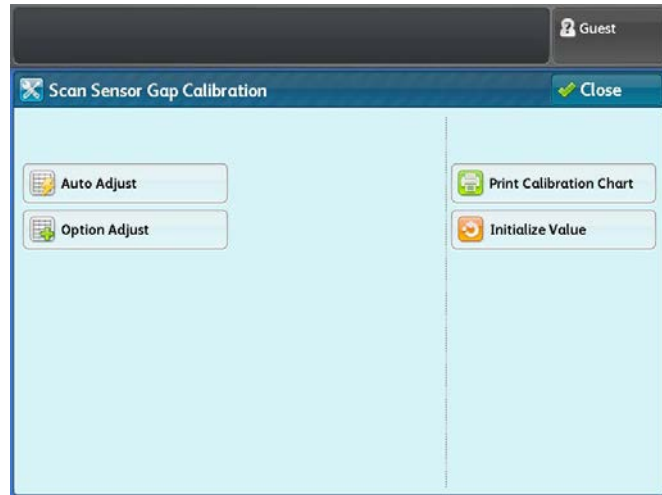 Guest
Scan Sensor Gap Calibration
Close
Auto Adjust
Print Calibration Chart
Option Adjust
Initialize Value